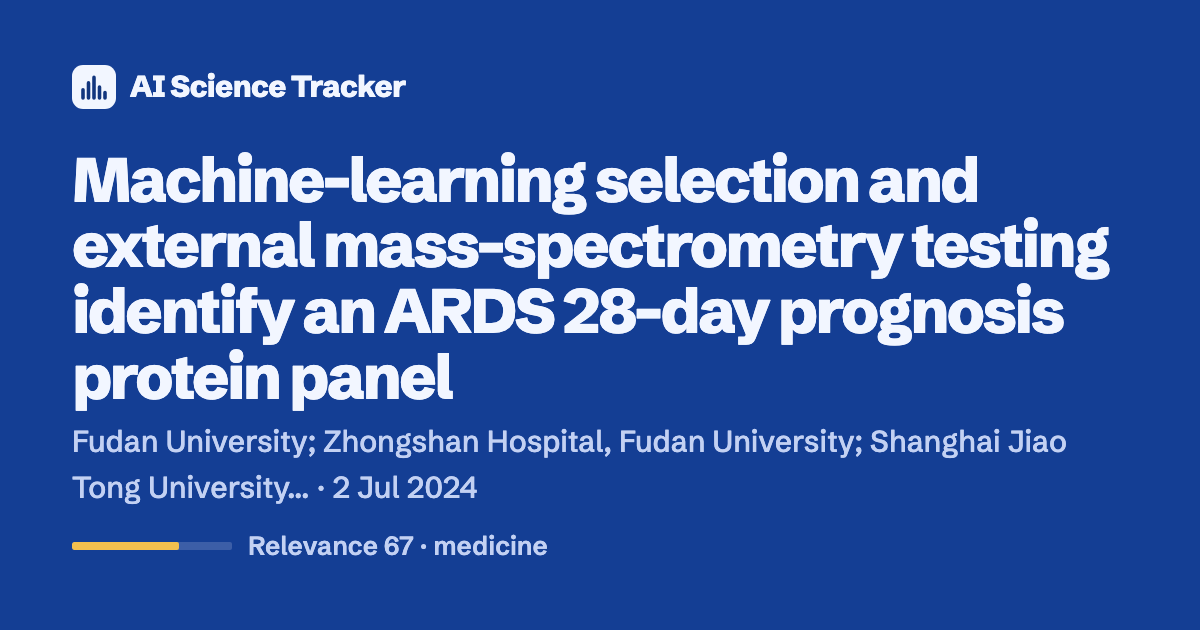 AI Science Tracker
Machine-learning selection and
external mass-spectrometry testing
identify an ARDS 28-day prognosis
protein panel
Fudan University; Zhongshan Hospital, Fudan University; Shanghai Jiao
Tong University... · 2 Jul 2024
Relevance 67 · medicine